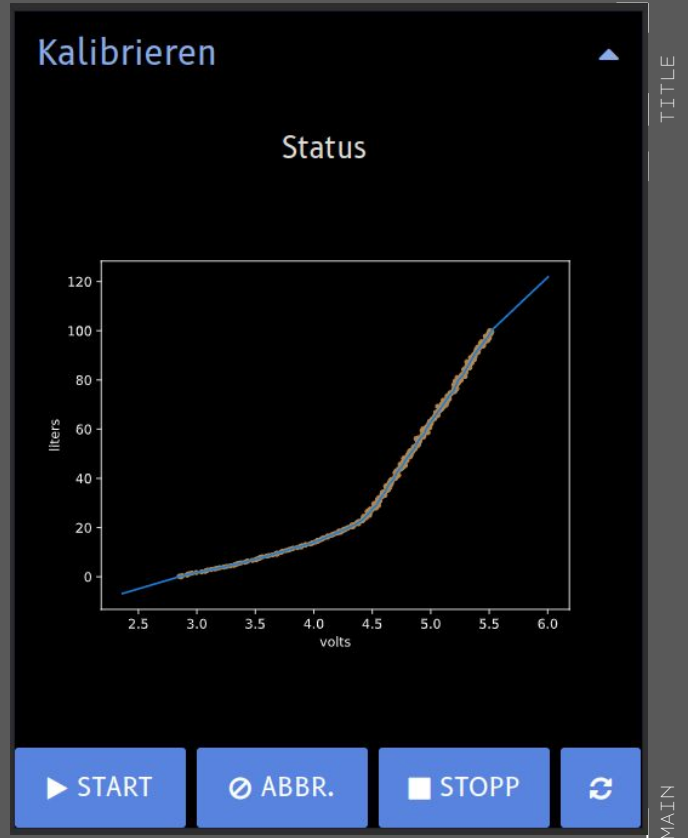 Kalibrieren
TITLE
Status
120
100
80
60
40
20
0
liters
2.5 3.0 3.5 4.0 4.5 5.0 5.5 6.0
volts
START ABBR. STOPP
MAIN